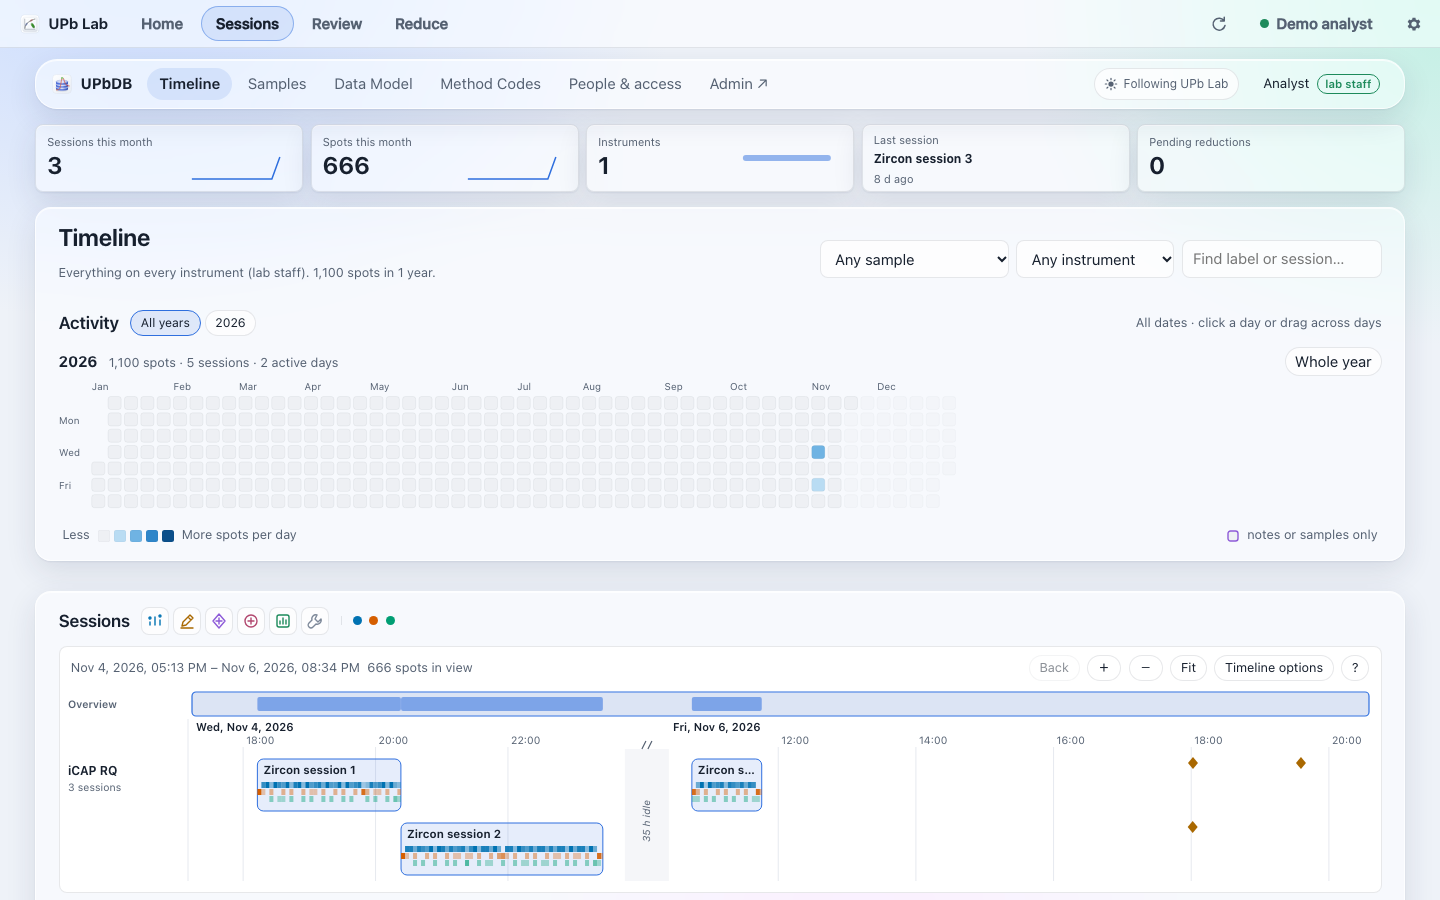 UPb Lab Home Sessions Review Reduce Demo analyst
UPbDB Timeline Samples Data Model Method Codes People & access Admin ↗ Following UPb Lab Analyst lab staff
Sessions this month
3
Spots this month
666
Instruments
1
Last session
Zircon session 3
8 d ago
Pending reductions
0
Timeline
Everything on every instrument (lab staff). 1,100 spots in 1 year.
Any sample Any instrument Find label or session...
Activity All years 2026 All dates · click a day or drag across days
2026 1,100 spots · 5 sessions · 2 active days Whole year
Jan Feb Mar Apr May Jun Jul Aug Sep Oct Nov Dec
Mon
Wed
Fri
Less More spots per day notes or samples only
Sessions
Nov 4, 2026, 05:13 PM – Nov 6, 2026, 08:34 PM 666 spots in view Back + − Fit Timeline options ?
Overview
Wed, Nov 4, 2026 Fri, Nov 6, 2026
18:00 20:00 22:00 // 12:00 14:00 16:00 18:00 20:00
iCAP RQ
3 sessions
Zircon session 1
Zircon s...
35 h idle
Zircon session 2